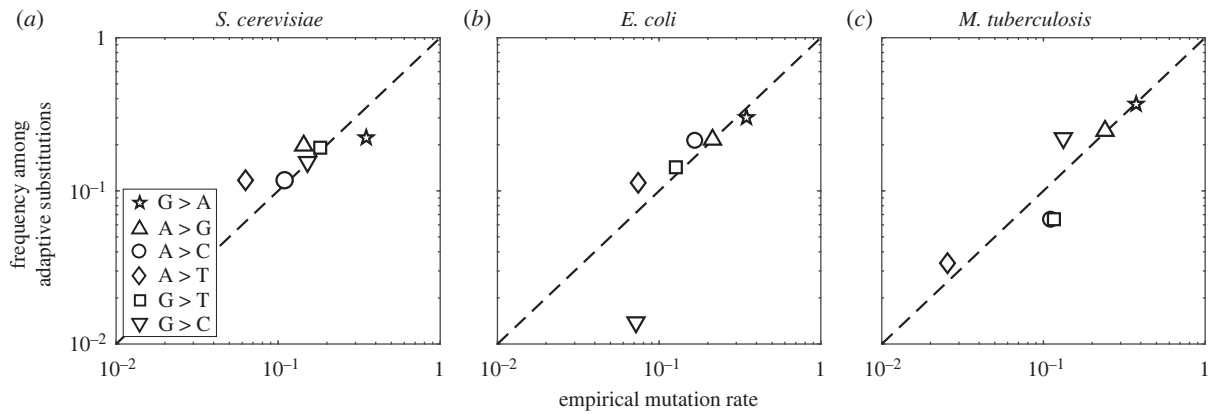 (a) S. cerevisiae (b) E. coli (c) M. tuberculosis
frequency among
adaptive substitutions
1
10⁻¹
10⁻²
G > A
A > G
A > C
A > T
G > T
G > C
10⁻² 10⁻¹ 1 10⁻² 10⁻¹ 1 10⁻² 10⁻¹ 1
empirical mutation rate